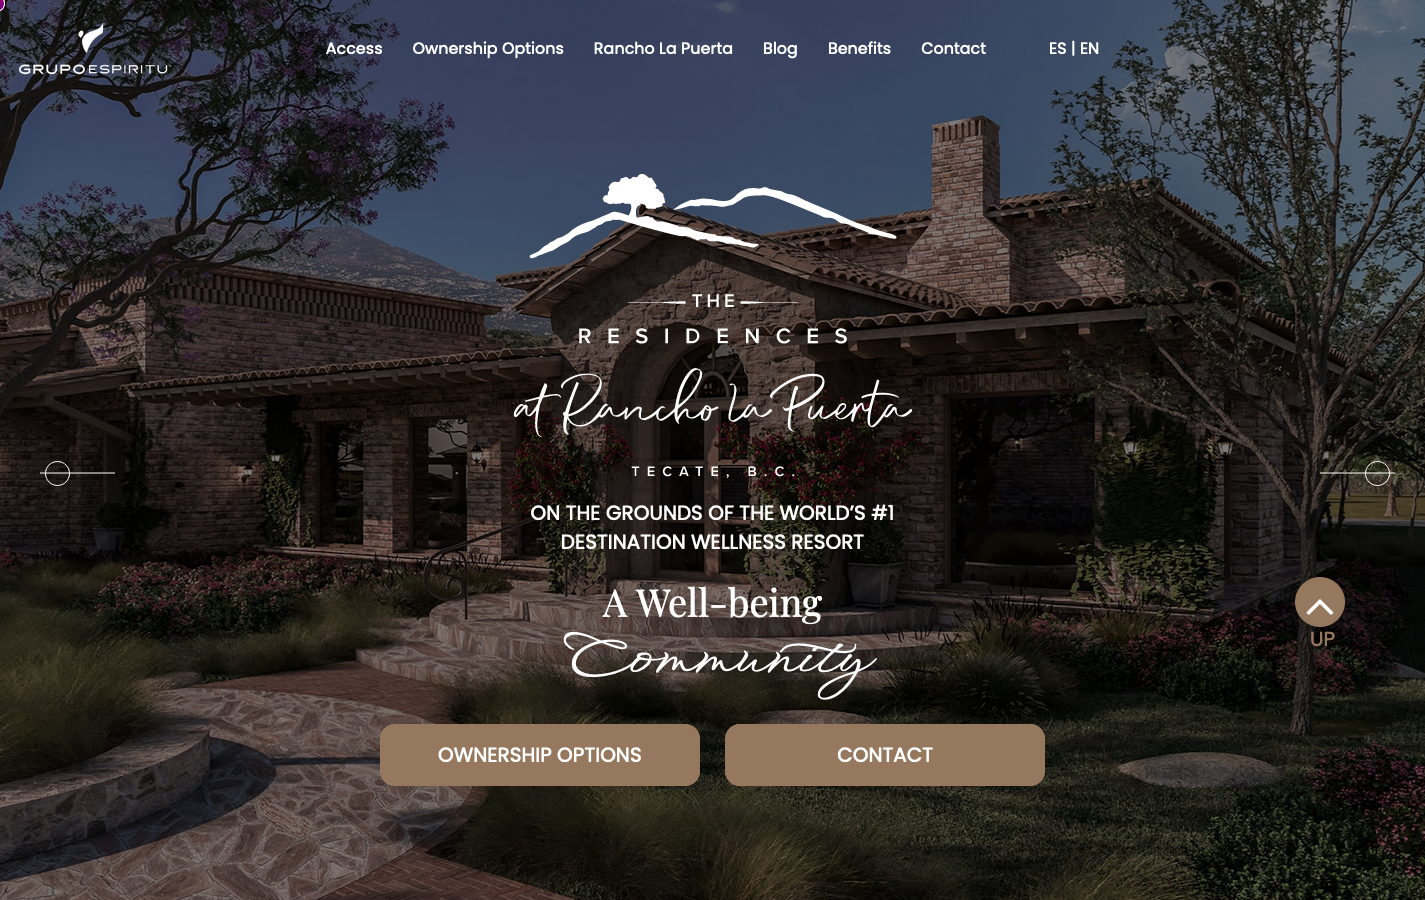 GRUPOESPIRITU
Access
Ownership Options
Rancho La Puerta
Blog
Benefits
Contact
ES | EN
THE
RESIDENCES
at Rancho La Puerta
TECATE, B.C.
ON THE GROUNDS OF THE WORLD'S #1
DESTINATION WELLNESS RESORT
A Well-being
Community
UP
OWNERSHIP OPTIONS
CONTACT